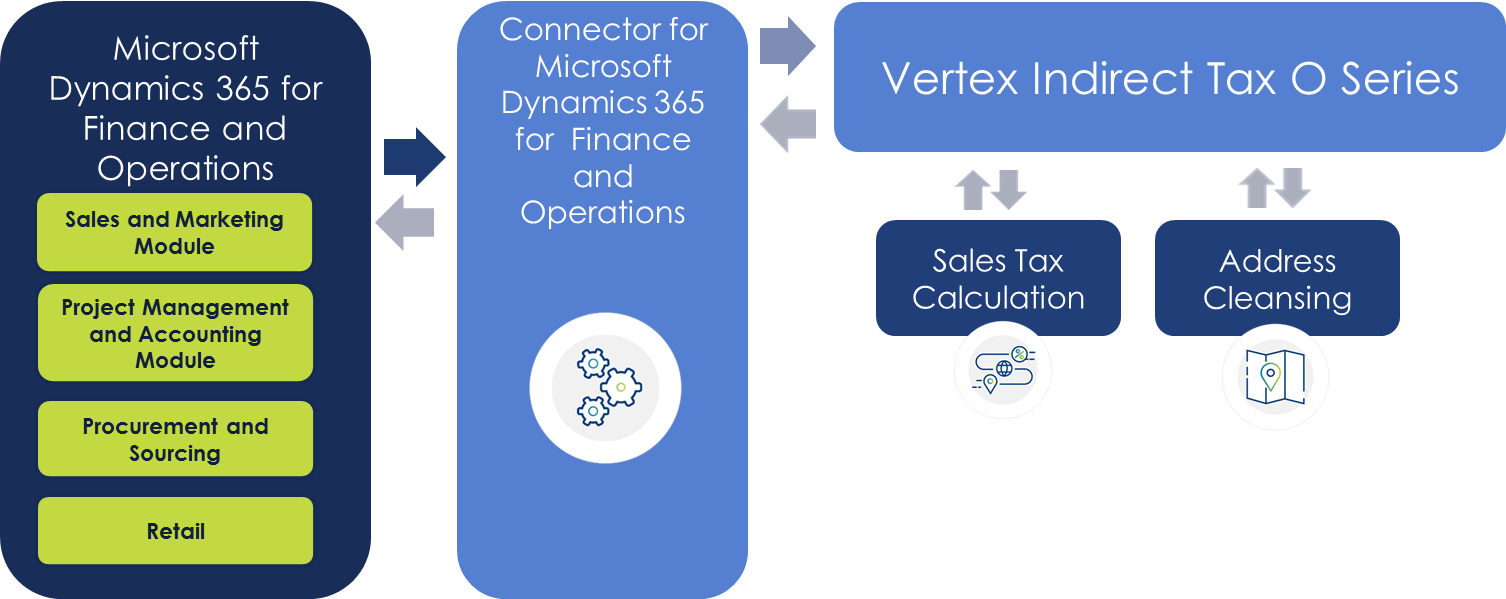 Microsoft
Dynamics 365 for
Finance and
Operations
Sales and Marketing
Module
Project Management
and Accounting
Module
Procurement and
Sourcing
Retail
Connector for
Microsoft
Dynamics 365
for Finance
and
Operations
Vertex Indirect Tax O Series
Sales Tax
Calculation
%
Address
Cleansing